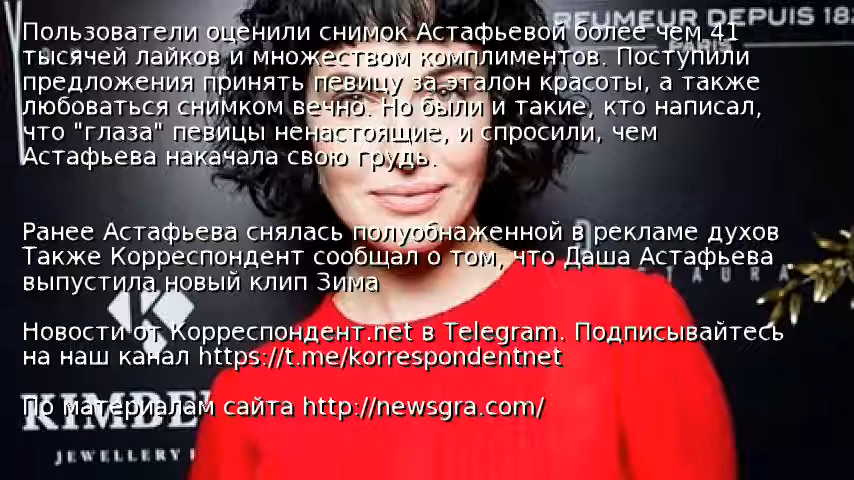 RFUMEUR DEPUIS 18
PARIS
Пользователи оценили снимок Астафьевой более чем 41
тысячей лайков и множеством комплиментов. Поступили
предложения принять певицу за эталон красоты, а также
любоваться снимком вечно. Но были и такие, кто написал,
что "глаза" певицы ненастоящие, и спросили, чем
Астафьева накачала свою грудь.
Ранее Астафьева снялась полуобнаженной в рекламе духов
Также Корреспондент сообщал о том, что Даша Астафьева
выпустила новый клип Зима
Новости от Корреспондент.net в Telegram. Подписывайтесь
на наш канал https://t.me/korrespondentnet
По материалам сайта http://newsgra.com/
KIMBE
JEWELLERY